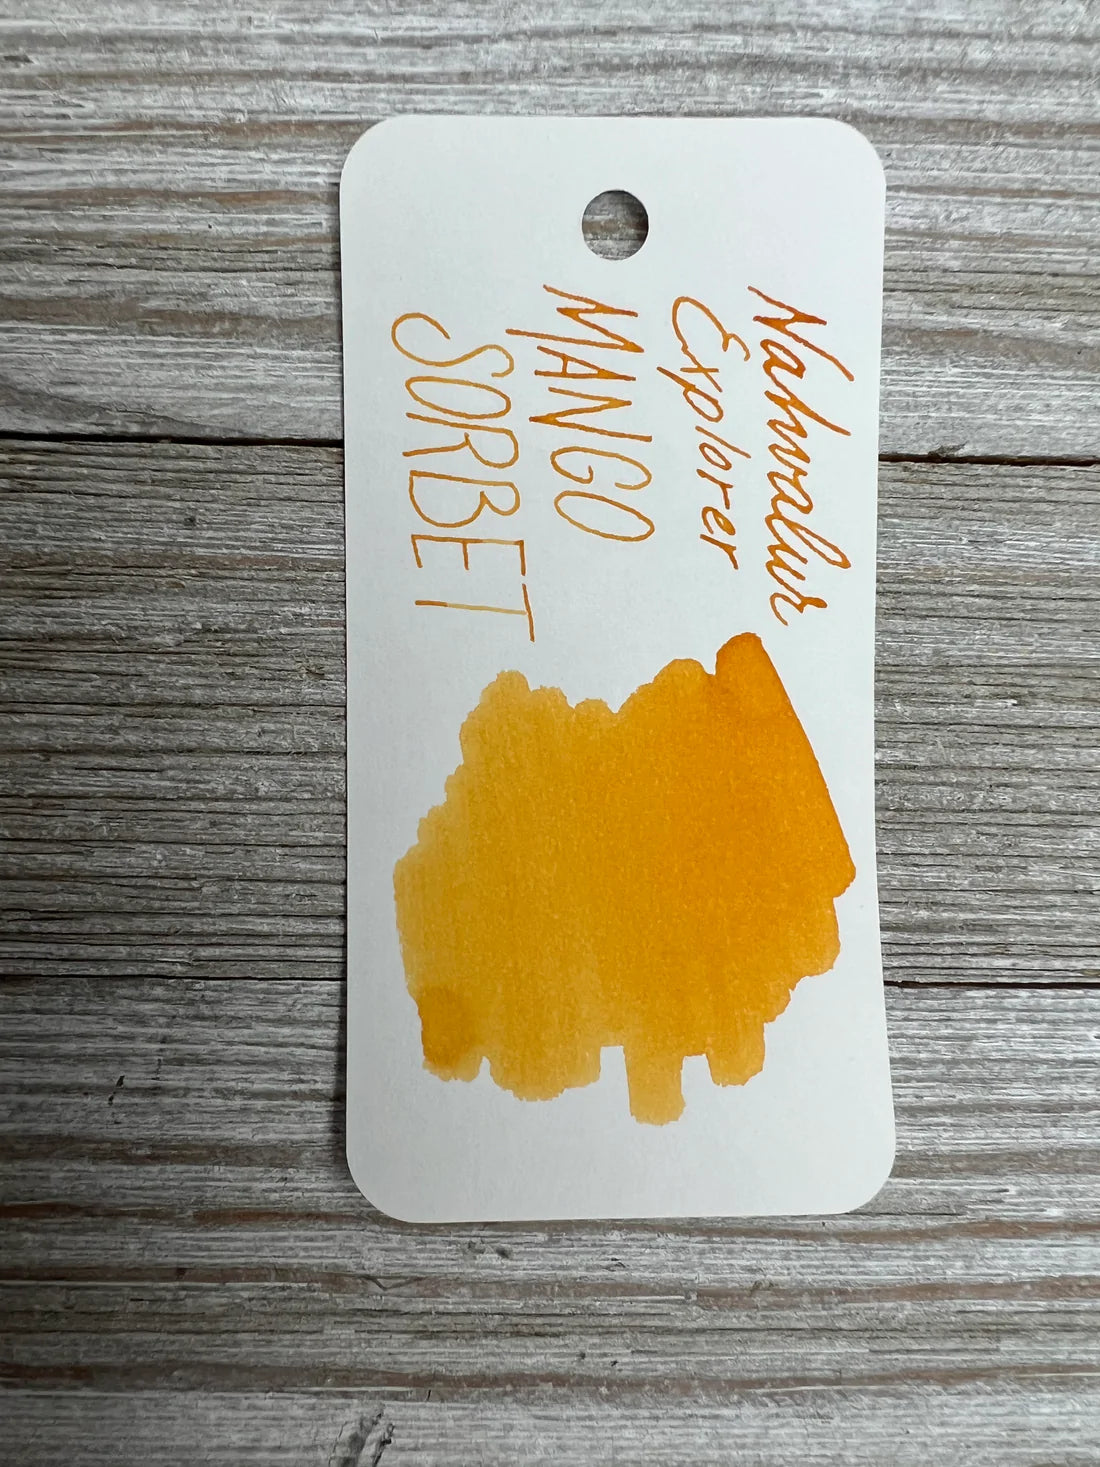 Nahvalur
Explorer
MANGO
SORBET